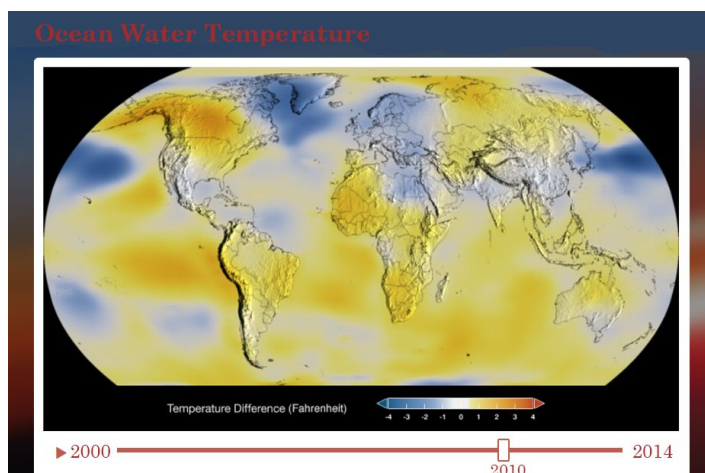 Ocean Water Temperature
Temperature Difference (Fahrenheit)
-4 -3 -2 -1 0 1 2 3 4
2000 2014
2010